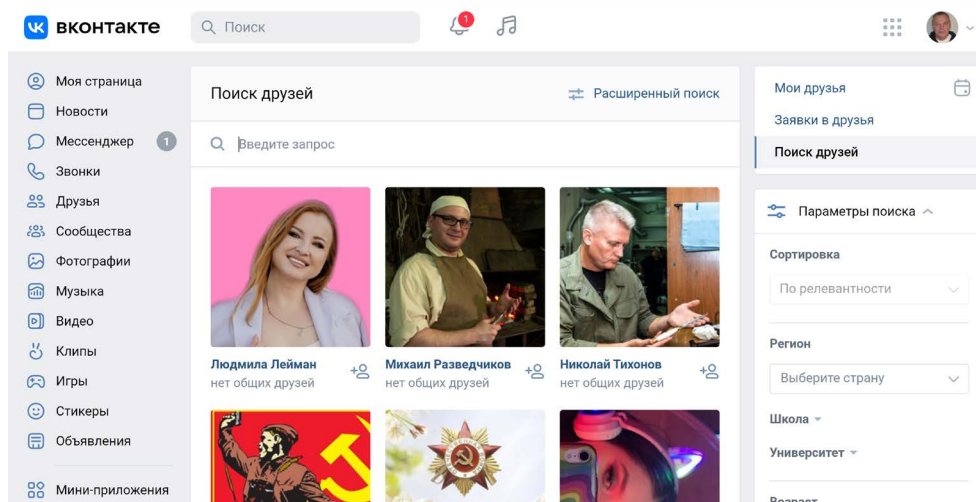 вконтакте
Поиск
1
Моя страница
Новости
Мессенджер 1
Звонки
Друзья
Сообщества
Фотографии
Музыка
Видео
Клипы
Игры
Стикеры
Объявления
Мини-приложения
Поиск друзей
Расширенный поиск
Введите запрос
Людмила Лейман
нет общих друзей
Михаил Разведчиков
нет общих друзей
Николай Тихонов
нет общих друзей
Мои друзья
Заявки в друзья
Поиск друзей
Параметры поиска
Сортировка
По релевантности
Регион
Выберите страну
Школа
Университет
Возраст